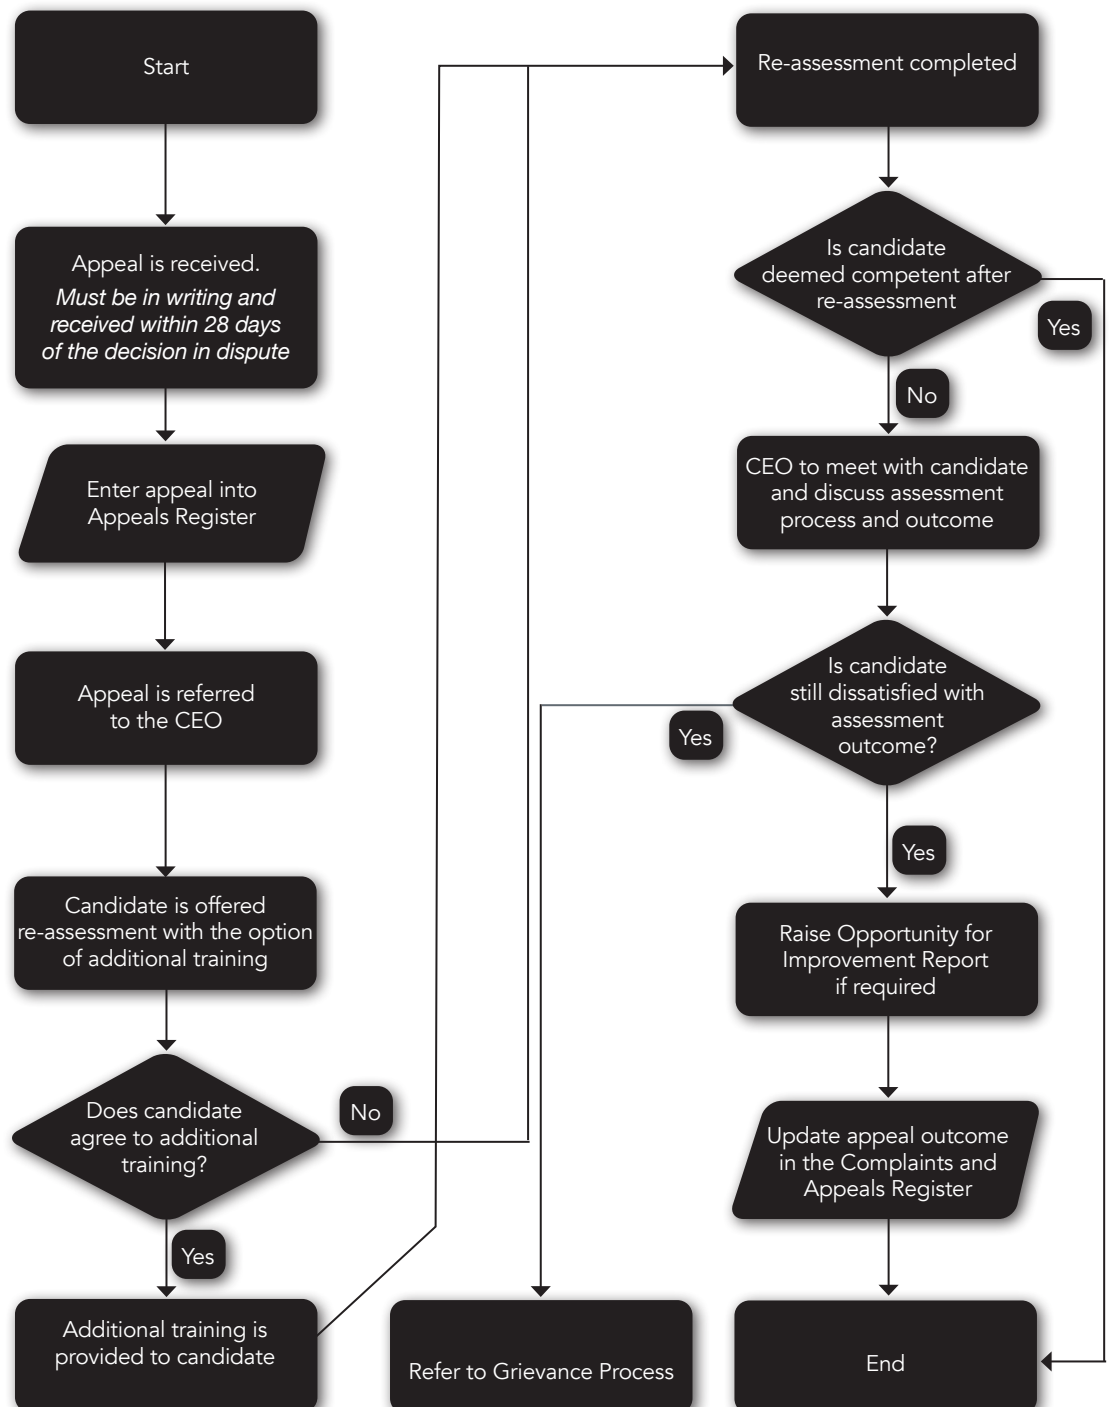 Start
Appeal is received.
Must be in writing and
received within 28 days
of the decision in dispute
Enter appeal into
Appeals Register
Appeal is referred
to the CEO
Candidate is offered
re-assessment with the option
of additional training
Does candidate
agree to additional
training?
No
Yes
Additional training is
provided to candidate
Re-assessment completed
Is candidate
deemed competent after
re-assessment
Yes
No
CEO to meet with candidate
and discuss assessment
process and outcome
Is candidate
still dissatisfied with
assessment
outcome?
Yes
Yes
Refer to Grievance Process
Raise Opportunity for
Improvement Report
if required
Update appeal outcome
in the Complaints and
Appeals Register
End